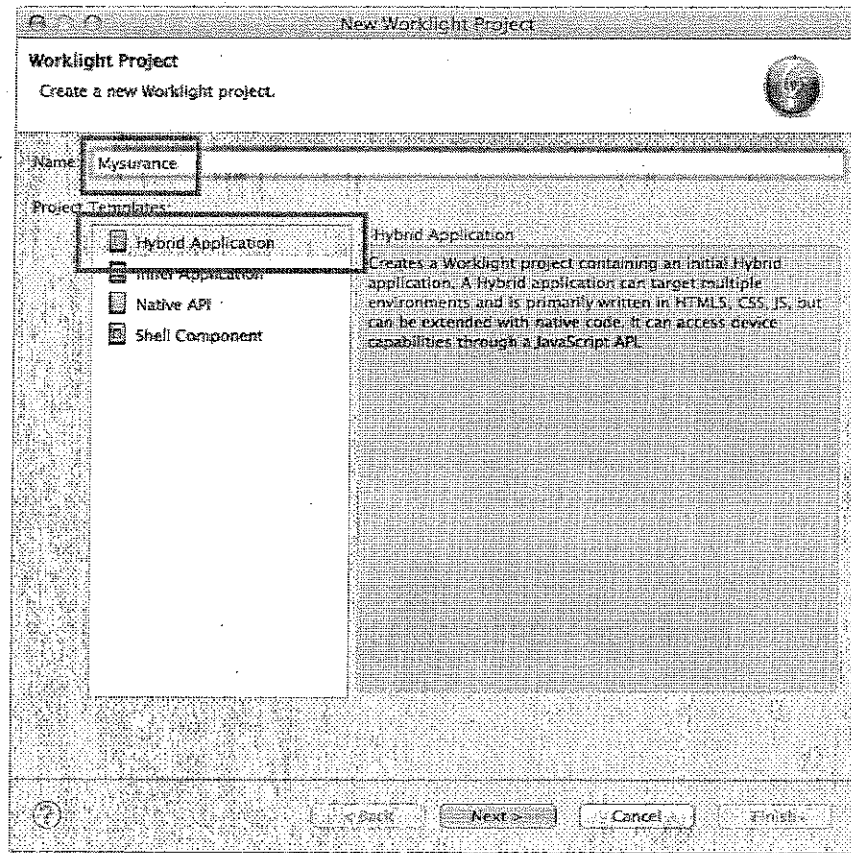 New Worklight Project
Worklight Project
Create a new Worklight project.
Name: Mysurance
Project Templates:
Hybrid Application
Inner Application
Native API
Shell Component
Hybrid Application
Creates a Worklight project containing an initial Hybrid
application. A Hybrid application can target multiple
environments and is primarily written in HTML5, CSS, JS, but
can be extended with native code. It can access device
capabilities through a JavaScript API.
?
< Back
Next >
Cancel
Finish